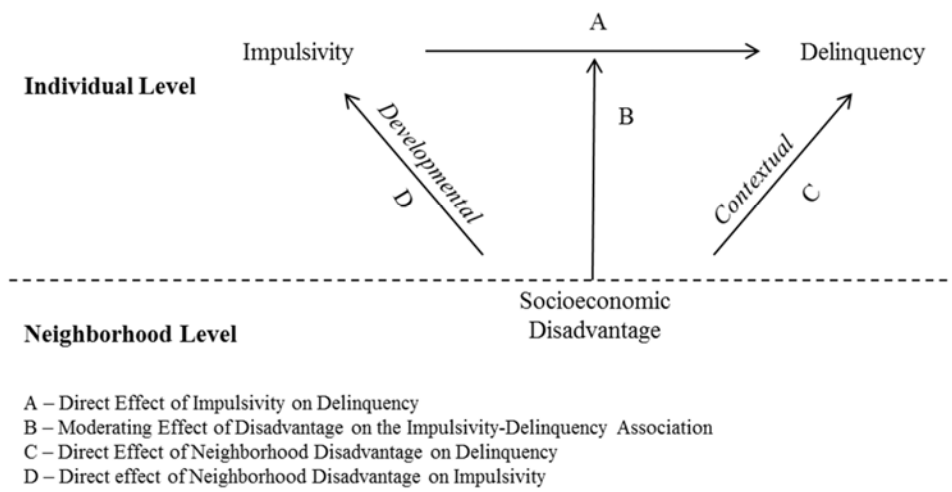 A
Impulsivity
Delinquency
Individual Level
B
Developmental
D
Contextual
C
Socioeconomic
Disadvantage
Neighborhood Level
A – Direct Effect of Impulsivity on Delinquency
B – Moderating Effect of Disadvantage on the Impulsivity-Delinquency Association
C – Direct Effect of Neighborhood Disadvantage on Delinquency
D – Direct effect of Neighborhood Disadvantage on Impulsivity